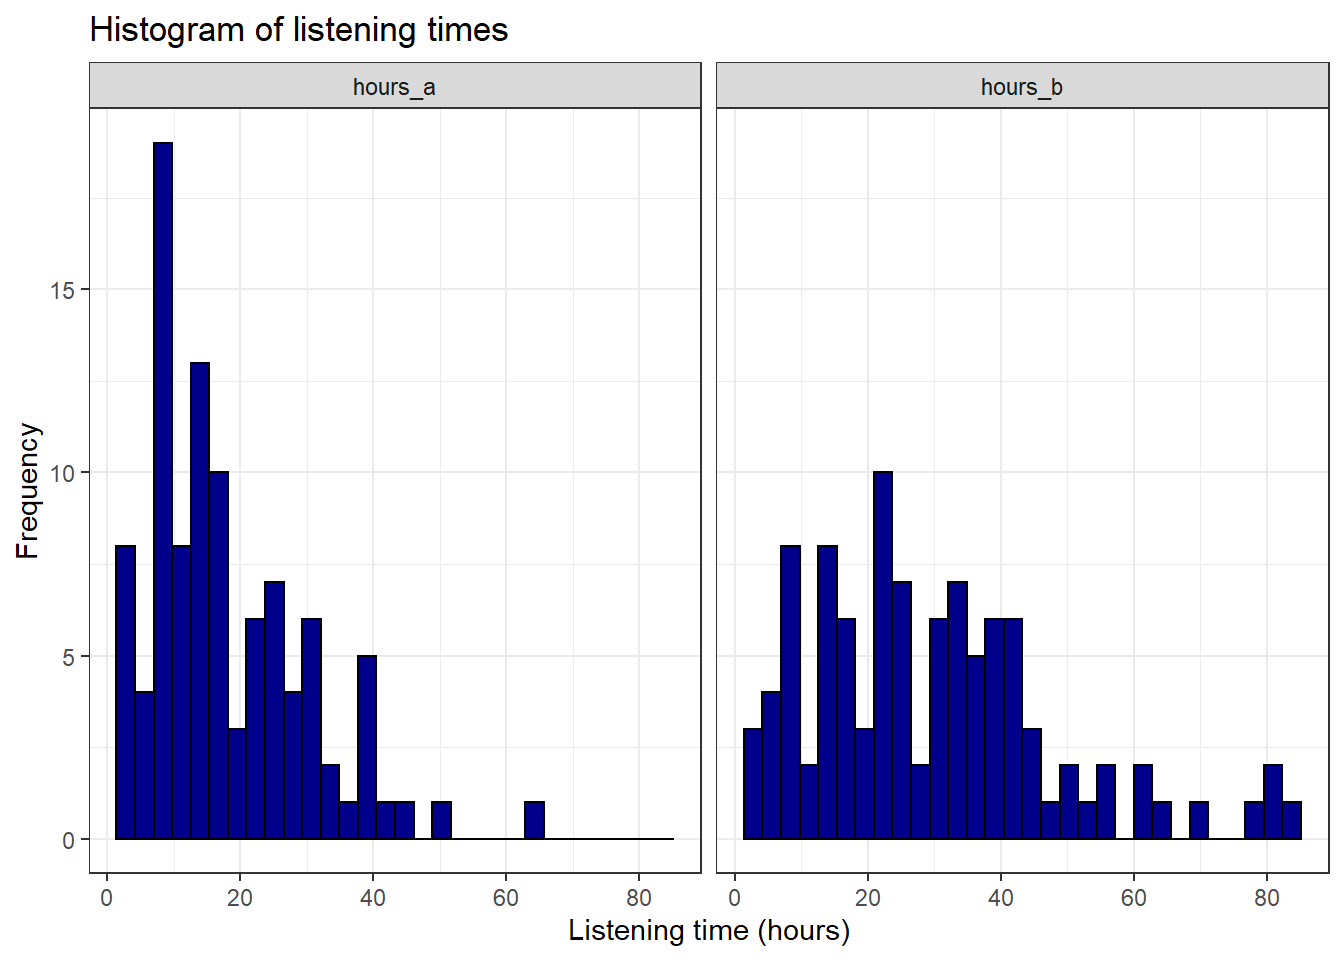 Histogram of listening times
hours_a
hours_b
Frequency
15
10
5
0
0 20 40 60 80
0 20 40 60 80
Listening time (hours)